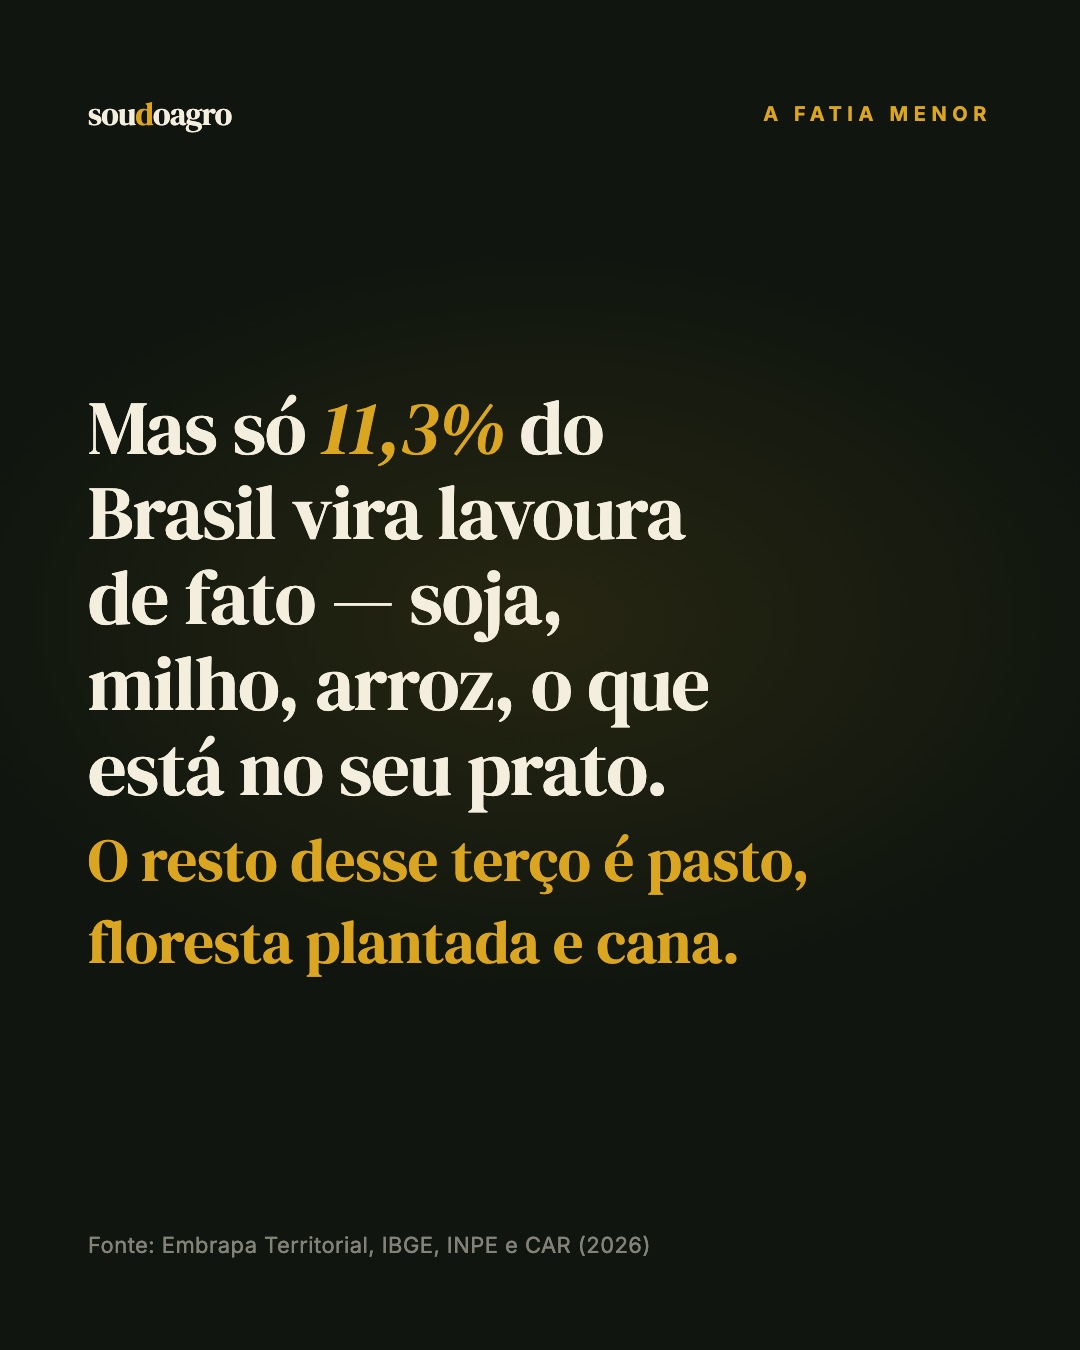 soudoagro
A FATIA MENOR
Mas só 11,3% do
Brasil vira lavoura
de fato — soja,
milho, arroz, o que
está no seu prato.
O resto desse terço é pasto,
floresta plantada e cana.
Fonte: Embrapa Territorial, IBGE, INPE e CAR (2026)